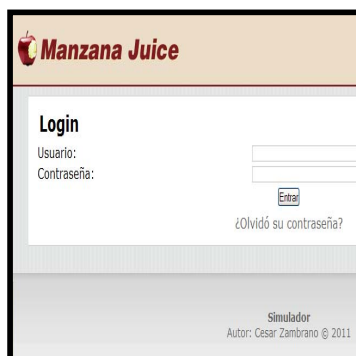 Manzana Juice
Login
Usuario:
Contraseña:
Entrar
¿Olvidó su contraseña?
Simulador
Autor: Cesar Zambrano © 2011